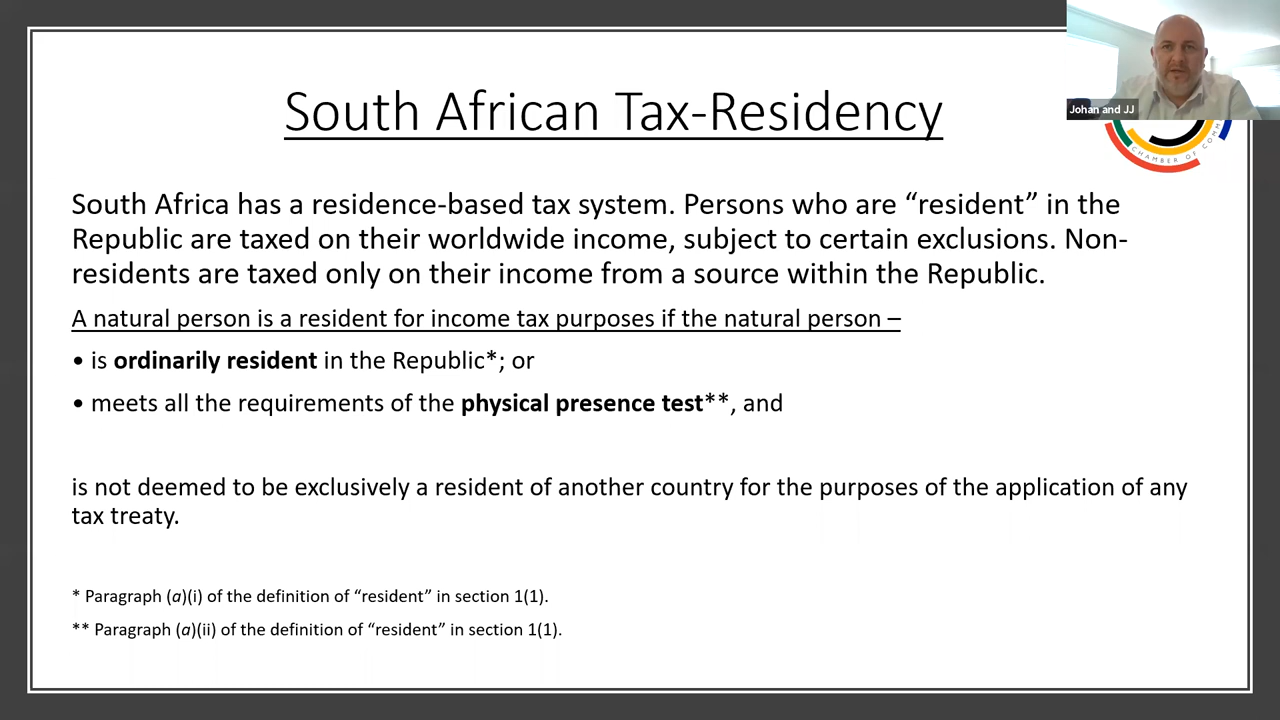 South African Tax-Residency
Johan and JJ
CHAMBER OF COMM
South Africa has a residence-based tax system. Persons who are “resident” in the
Republic are taxed on their worldwide income, subject to certain exclusions. Non-
residents are taxed only on their income from a source within the Republic.
A natural person is a resident for income tax purposes if the natural person –
• is ordinarily resident in the Republic*; or
• meets all the requirements of the physical presence test**, and
is not deemed to be exclusively a resident of another country for the purposes of the application of any
tax treaty.
* Paragraph (a)(i) of the definition of “resident” in section 1(1).
** Paragraph (a)(ii) of the definition of “resident” in section 1(1).